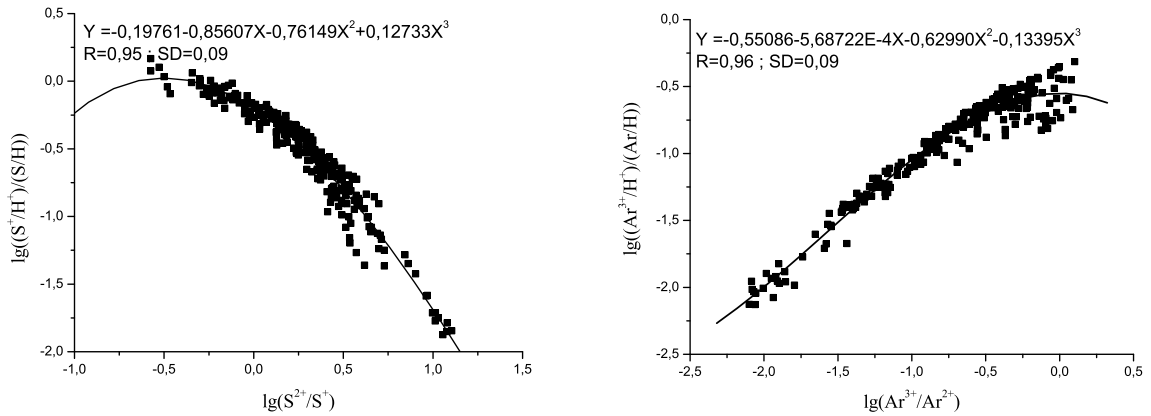 Y =-0,19761-0,85607X-0,76149X²+0,12733X³
R=0,95 ; SD=0,09
0,5
0,0
-0,5
-1,0
-1,5
-2,0
-1,0 -0,5 0,0 0,5 1,0 1,5
lg((S⁺/H⁺)/(S/H))
lg(S²⁺/S⁺)
Y =-0,55086-5,68722E-4X-0,62990X²-0,13395X³
R=0,96 ; SD=0,09
0,0
-0,5
-1,0
-1,5
-2,0
-2,5
-2,5 -2,0 -1,5 -1,0 -0,5 0,0 0,5
lg((Ar³⁺/H⁺)/(Ar/H))
lg(Ar³⁺/Ar²⁺)